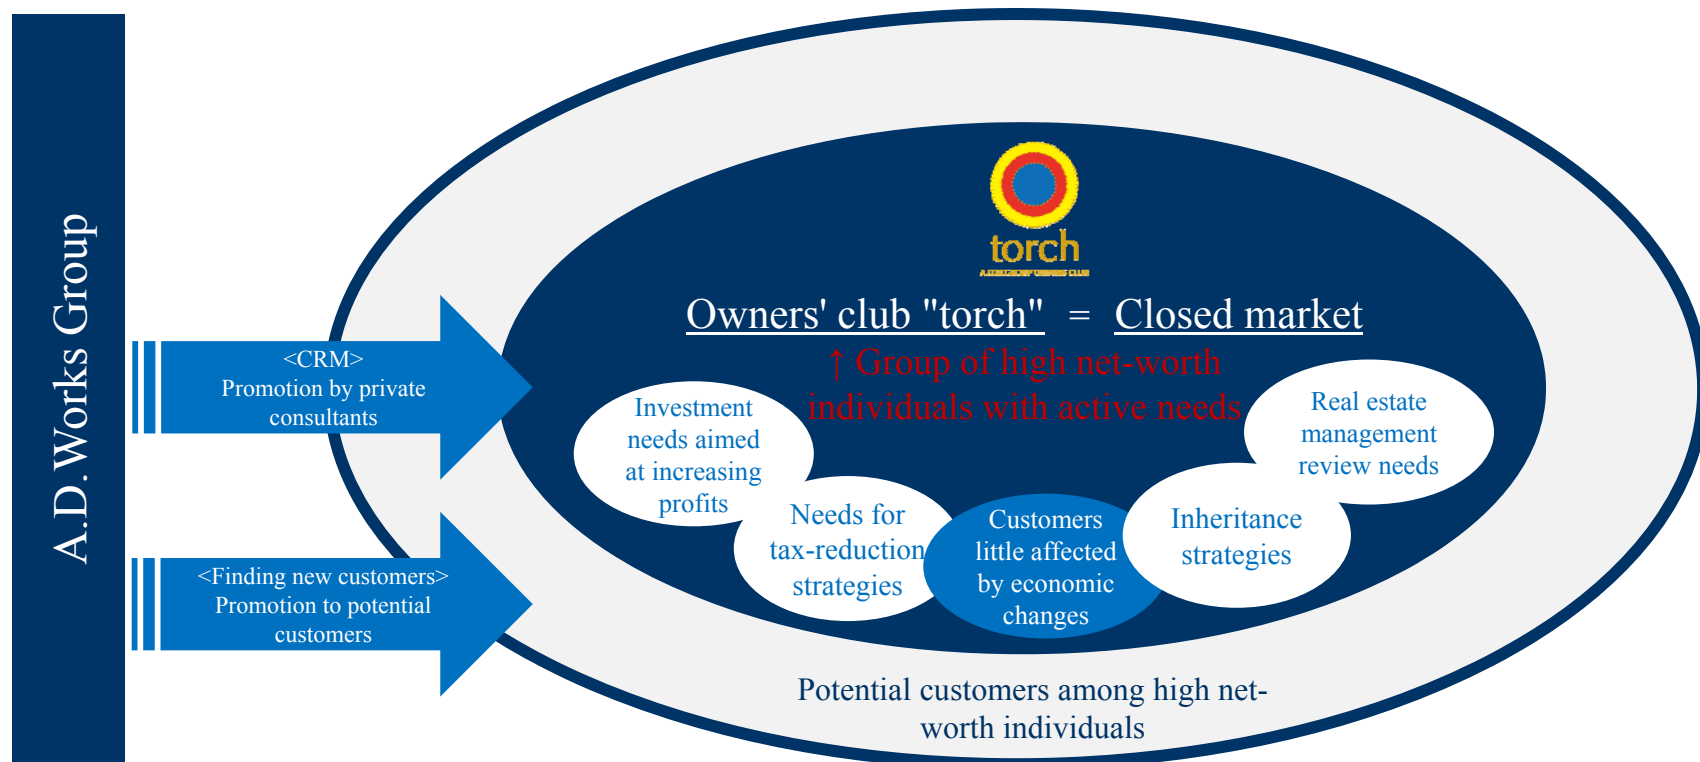 A.D.Works Group
<CRM>
Promotion by private
consultants
<Finding new customers>
Promotion to potential
customers
torch
Owners' club "torch" = Closed market
↑ Group of high net-worth
individuals with active needs
Investment
needs aimed
at increasing
profits
Needs for
tax-reduction
strategies
Customers
little affected
by economic
changes
Inheritance
strategies
Real estate
management
review needs
Potential customers among high net-
worth individuals